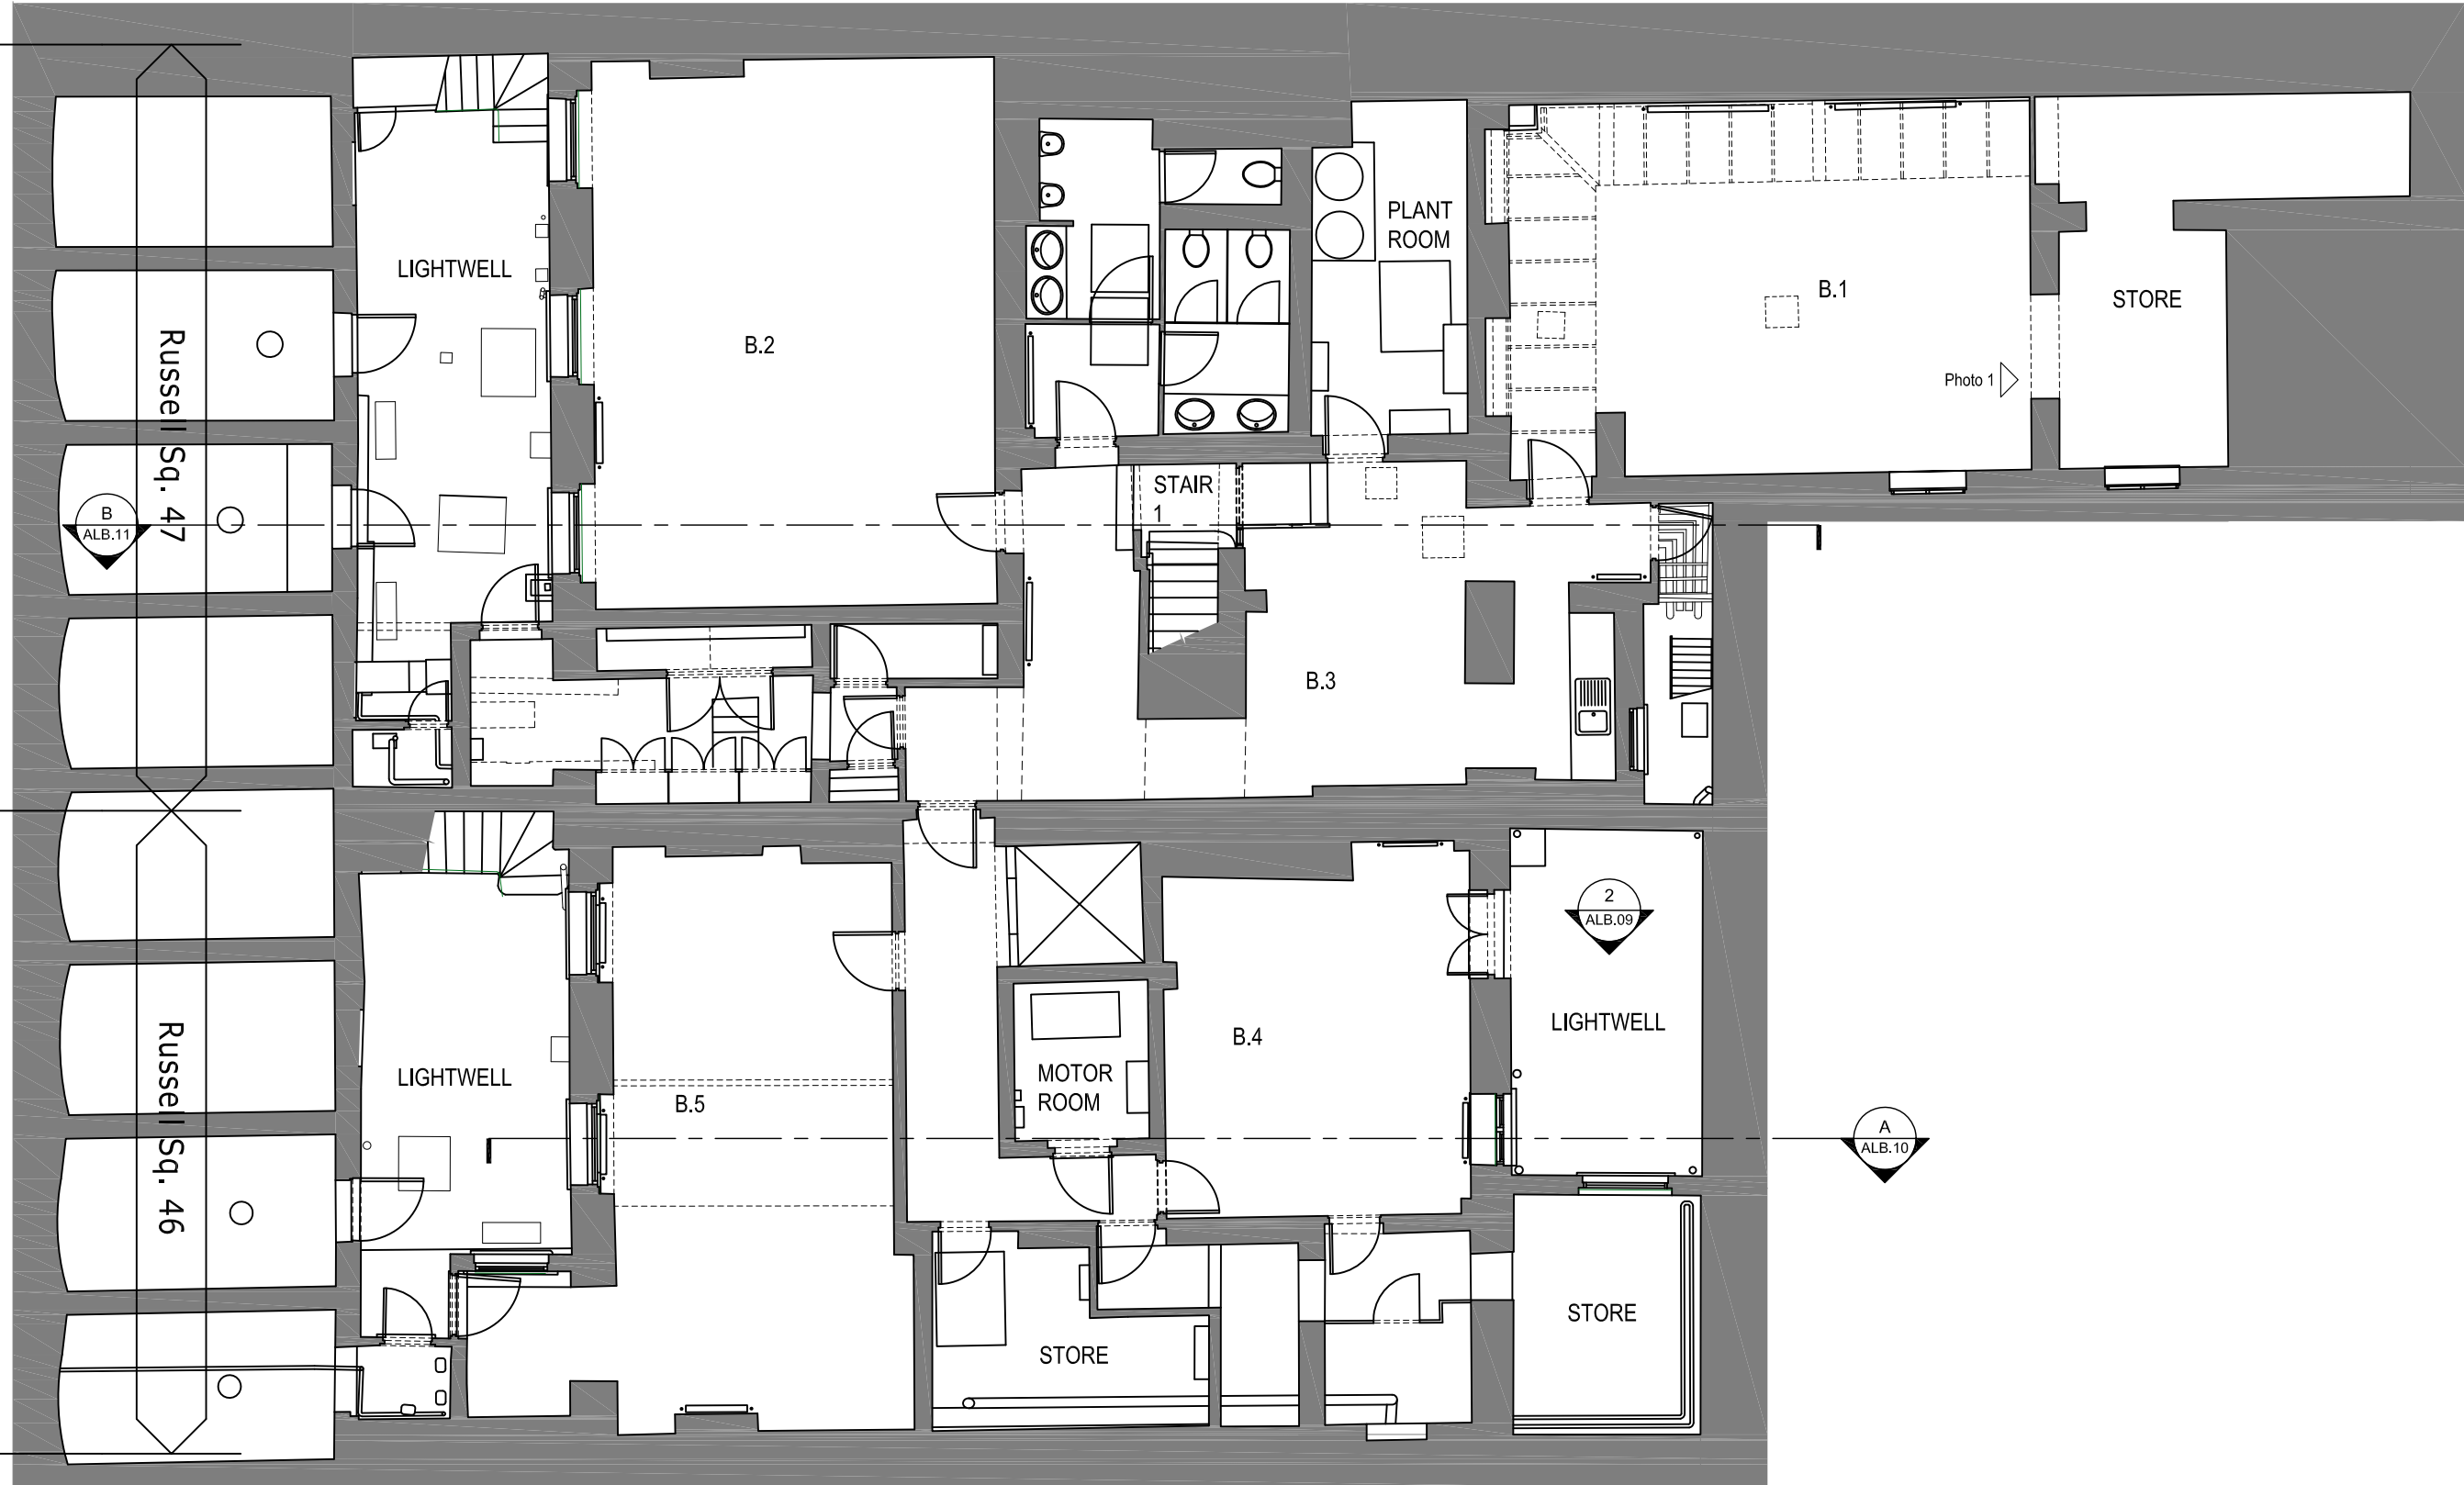 PLANT
ROOM
LIGHTWELL
B.1
STORE
B.2
Photo 1
Russell Sq. 47
STAIR
1
B
ALB.11
B.3
2
ALB.09
LIGHTWELL
B.4
LIGHTWELL
MOTOR
ROOM
B.5
Russell Sq. 46
A
ALB.10
STORE
STORE